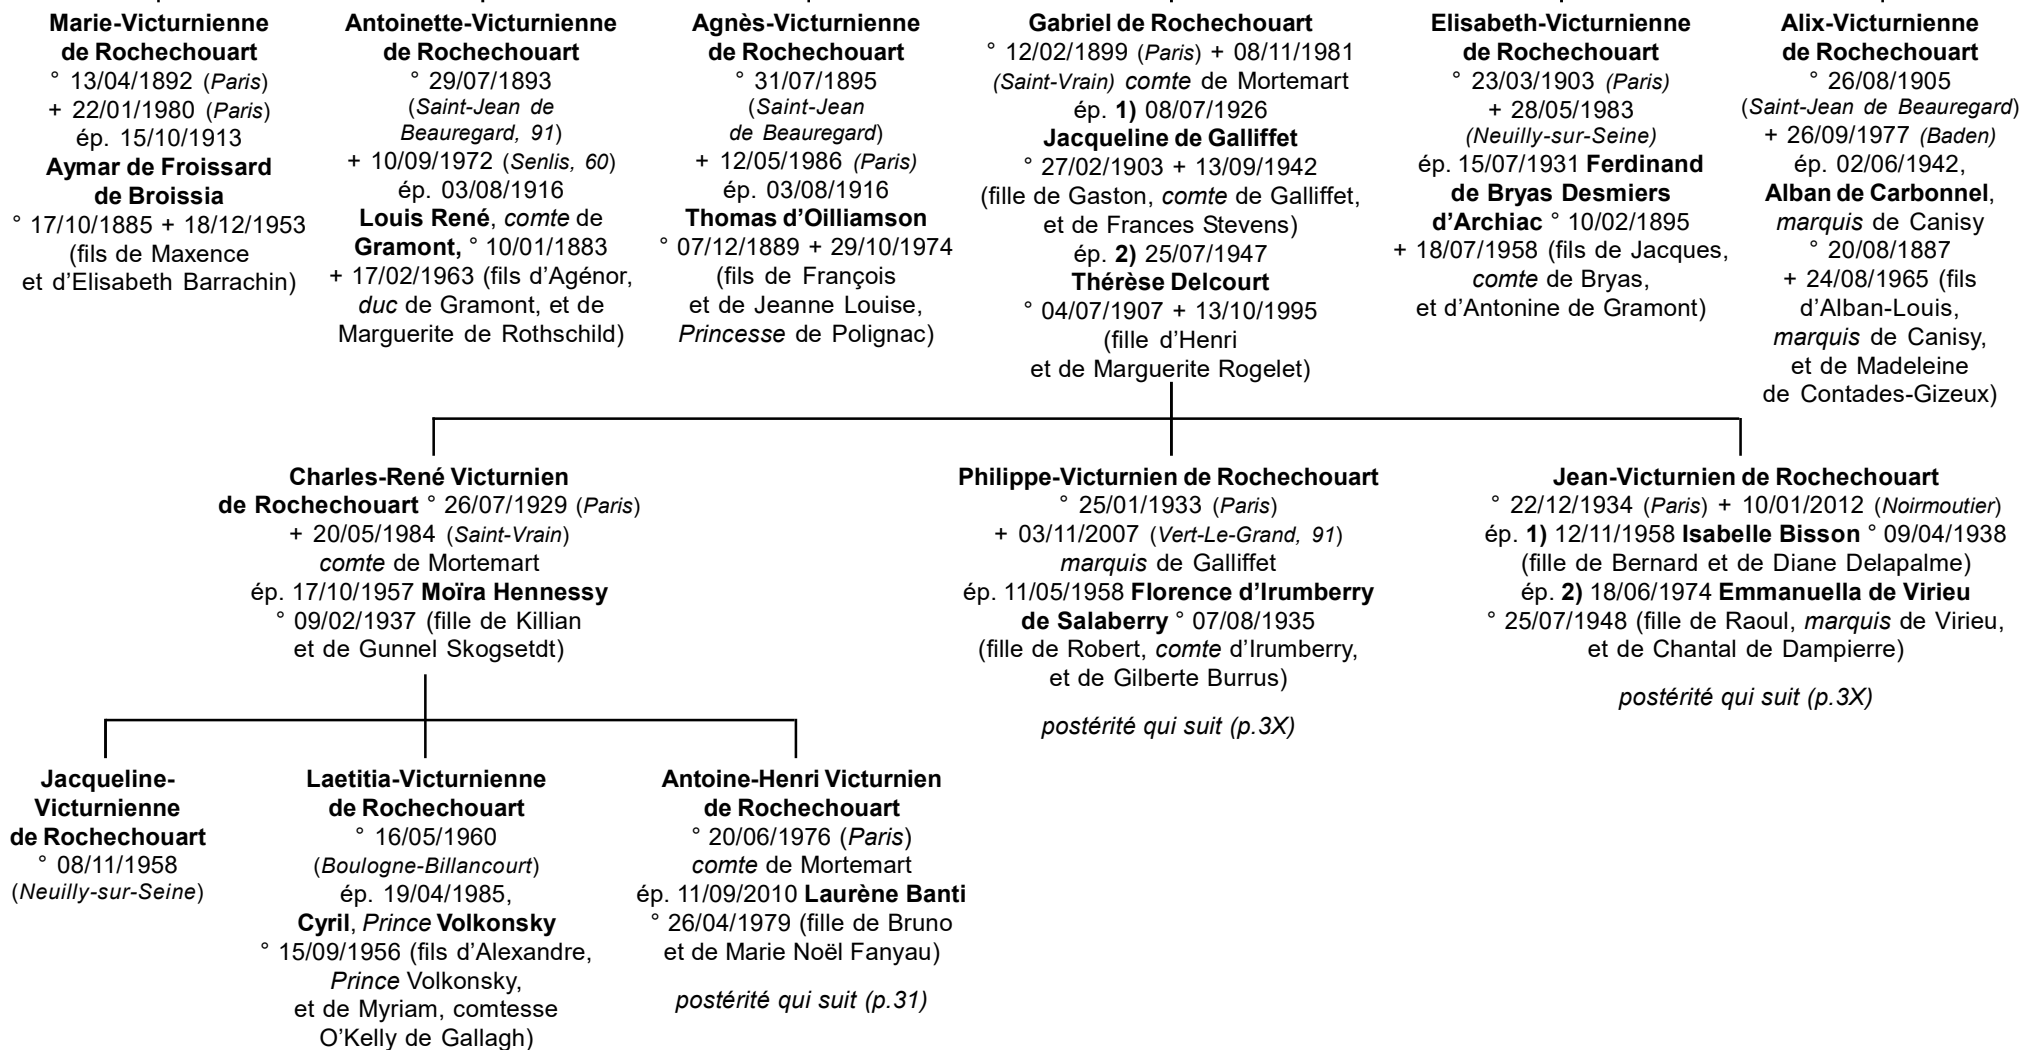 Marie-Victurnienne
de Rochechouart
° 13/04/1892 (Paris)
+ 22/01/1980 (Paris)
ép. 15/10/1913
Aymar de Froissard
de Broissia
° 17/10/1885 + 18/12/1953
(fils de Maxence
et d’Elisabeth Barrachin)
Antoinette-Victurnienne
de Rochechouart
° 29/07/1893
(Saint-Jean de
Beauregard, 91)
+ 10/09/1972 (Senlis, 60)
ép. 03/08/1916
Louis René, comte de
Gramont, ° 10/01/1883
+ 17/02/1963 (fils d’Agénor,
duc de Gramont, et de
Marguerite de Rothschild)
Agnès-Victurnienne
de Rochechouart
° 31/07/1895
(Saint-Jean
de Beauregard)
+ 12/05/1986 (Paris)
ép. 03/08/1916
Thomas d’Oilliamson
° 07/12/1889 + 29/10/1974
(fils de François
et de Jeanne Louise,
Princesse de Polignac)
Gabriel de Rochechouart
° 12/02/1899 (Paris) + 08/11/1981
(Saint-Vrain) comte de Mortemart
ép. 1) 08/07/1926
Jacqueline de Galliffet
° 27/02/1903 + 13/09/1942
(fille de Gaston, comte de Galliffet,
et de Frances Stevens)
ép. 2) 25/07/1947
Thérèse Delcourt
° 04/07/1907 + 13/10/1995
(fille d’Henri
et de Marguerite Rogelet)
Elisabeth-Victurnienne
de Rochechouart
° 23/03/1903 (Paris)
+ 28/05/1983
(Neuilly-sur-Seine)
ép. 15/07/1931 Ferdinand
de Bryas Desmiers
d’Archiac ° 10/02/1895
+ 18/07/1958 (fils de Jacques,
comte de Bryas,
et d’Antonine de Gramont)
Alix-Victurnienne
de Rochechouart
° 26/08/1905
(Saint-Jean de Beauregard)
+ 26/09/1977 (Baden)
ép. 02/06/1942,
Alban de Carbonnel,
marquis de Canisy
° 20/08/1887
+ 24/08/1965 (fils
d’Alban-Louis,
marquis de Canisy,
et de Madeleine
de Contades-Gizeux)
Charles-René Victurnien
de Rochechouart ° 26/07/1929 (Paris)
+ 20/05/1984 (Saint-Vrain)
comte de Mortemart
ép. 17/10/1957 Moïra Hennessy
° 09/02/1937 (fille de Killian
et de Gunnel Skogsetdt)
Philippe-Victurnien de Rochechouart
° 25/01/1933 (Paris)
+ 03/11/2007 (Vert-Le-Grand, 91)
marquis de Galliffet
ép. 11/05/1958 Florence d’Irumberry
de Salaberry ° 07/08/1935
(fille de Robert, comte d’Irumberry,
et de Gilberte Burrus)
postérité qui suit (p.3X)
Jean-Victurnien de Rochechouart
° 22/12/1934 (Paris) + 10/01/2012 (Noirmoutier)
ép. 1) 12/11/1958 Isabelle Bisson ° 09/04/1938
(fille de Bernard et de Diane Delapalme)
ép. 2) 18/06/1974 Emmanuella de Virieu
° 25/07/1948 (fille de Raoul, marquis de Virieu,
et de Chantal de Dampierre)
postérité qui suit (p.3X)
Jacqueline-
Victurnienne
de Rochechouart
° 08/11/1958
(Neuilly-sur-Seine)
Laetitia-Victurnienne
de Rochechouart
° 16/05/1960
(Boulogne-Billancourt)
ép. 19/04/1985,
Cyril, Prince Volkonsky
° 15/09/1956 (fils d’Alexandre,
Prince Volkonsky,
et de Myriam, comtesse
O’Kelly de Gallagh)
Antoine-Henri Victurnien
de Rochechouart
° 20/06/1976 (Paris)
comte de Mortemart
ép. 11/09/2010 Laurène Banti
° 26/04/1979 (fille de Bruno
et de Marie Noël Fanyau)
postérité qui suit (p.31)